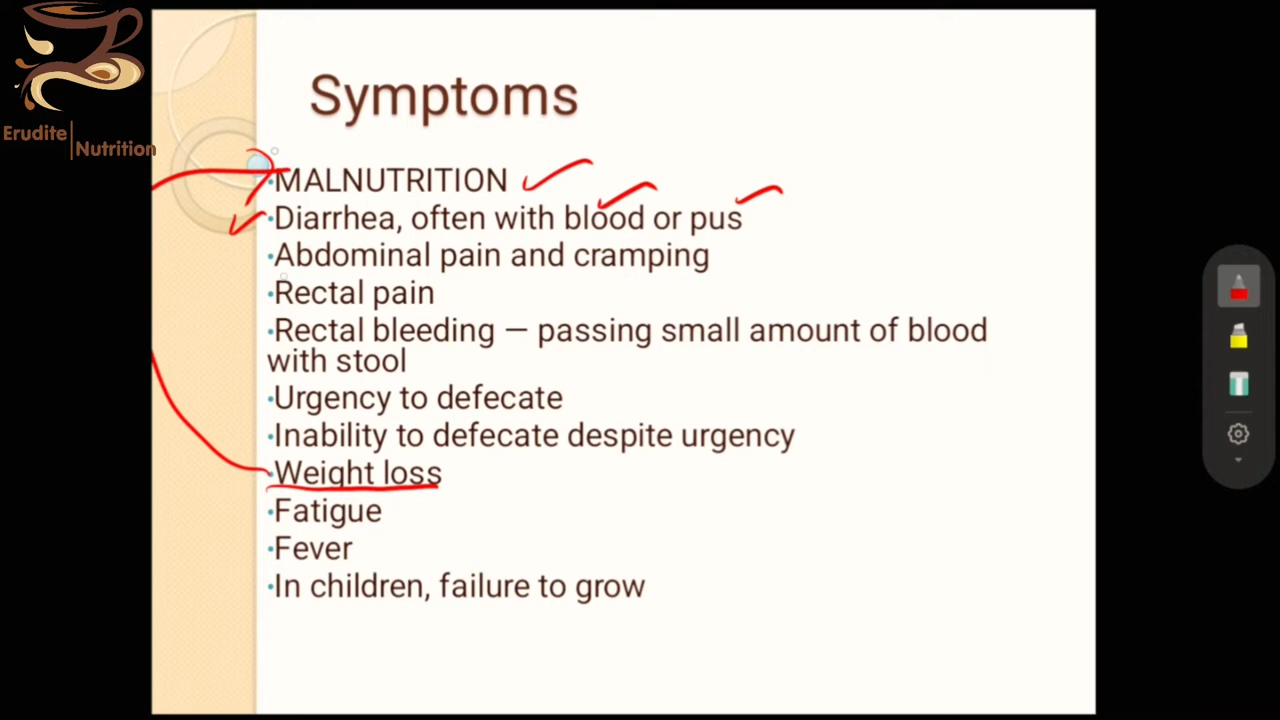 Erudite
Nutrition
Symptoms
•MALNUTRITION
•Diarrhea, often with blood or pus
•Abdominal pain and cramping
•Rectal pain
•Rectal bleeding — passing small amount of blood
with stool
•Urgency to defecate
•Inability to defecate despite urgency
•Weight loss
•Fatigue
•Fever
•In children, failure to grow